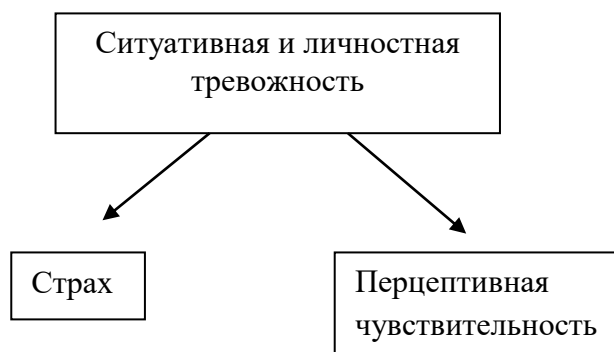 Ситуативная и личностная
тревожность
Страх
Перцептивная
чувствительность